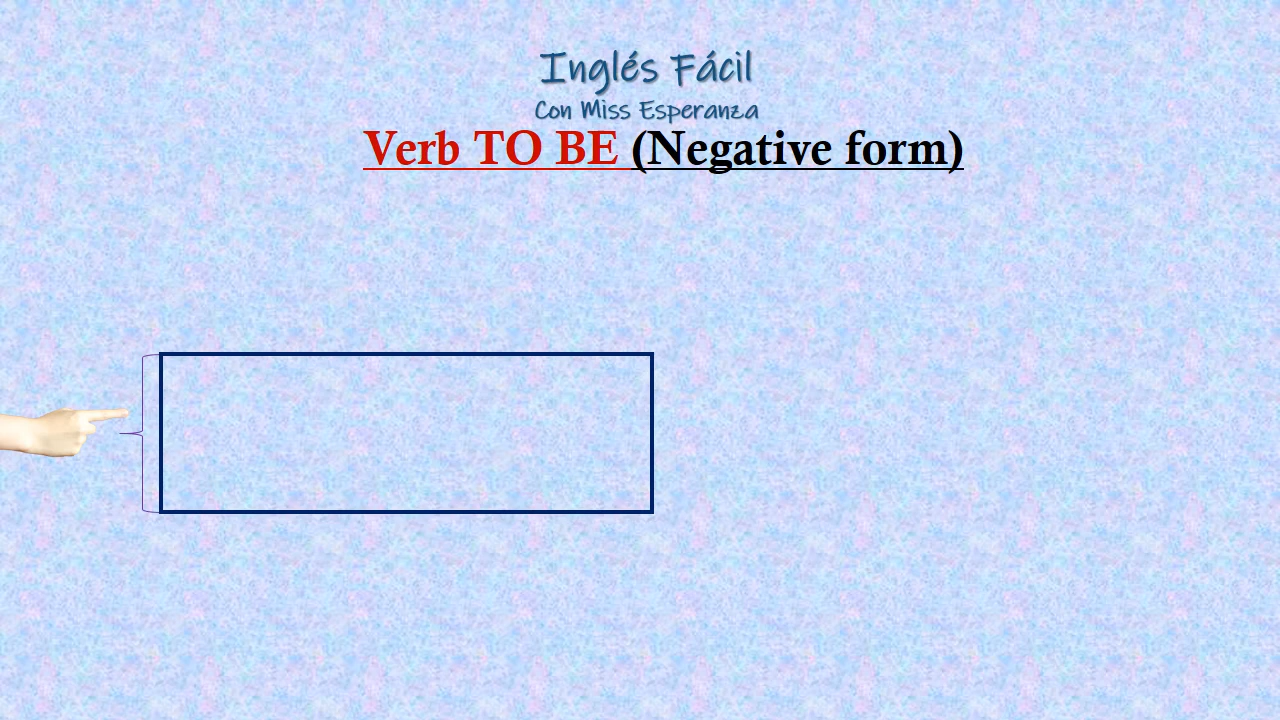 Inglés Fácil
Con Miss Esperanza
Verb TO BE (Negative form)